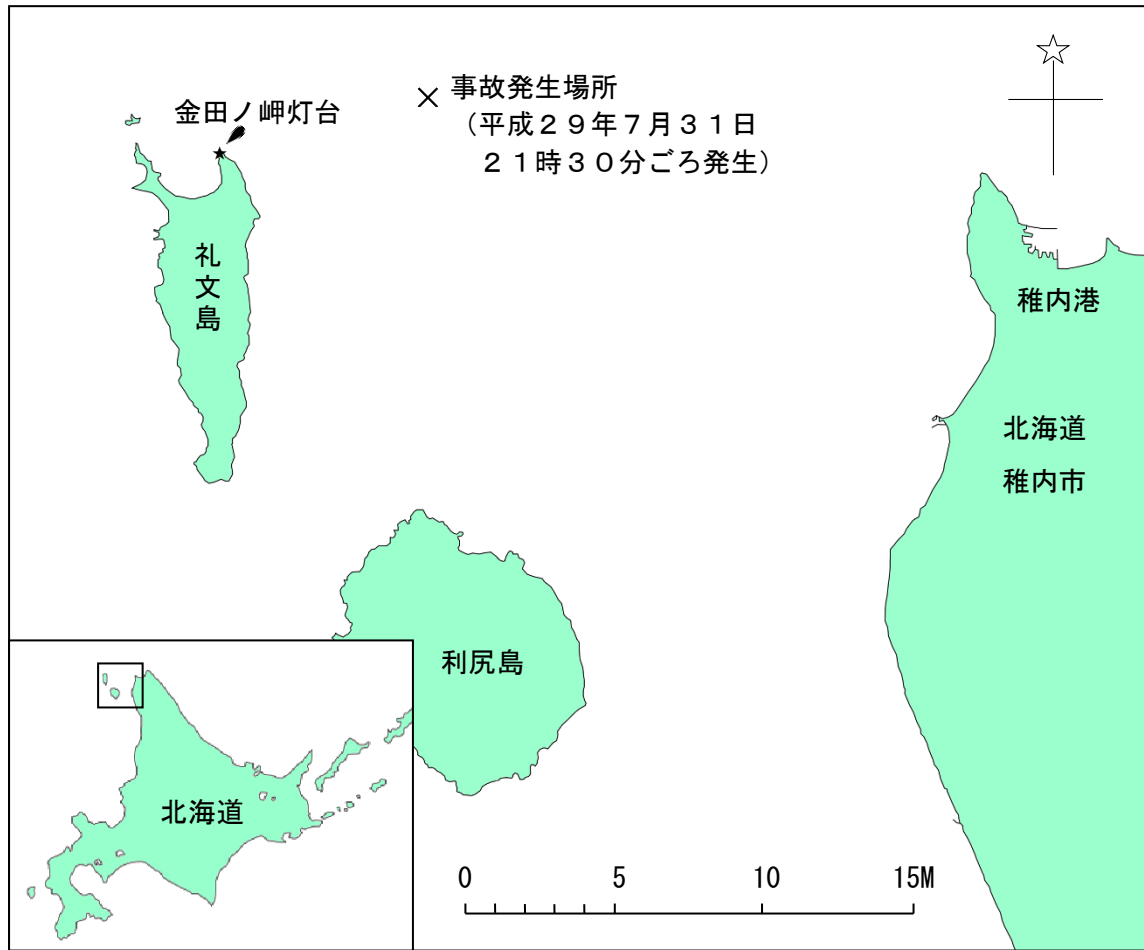 金田ノ岬灯台
事故発生場所
（平成２９年７月３１日
２１時３０分ごろ発生）
礼文島
稚内港
北海道
稚内市
利尻島
北海道
0 5 10 15M